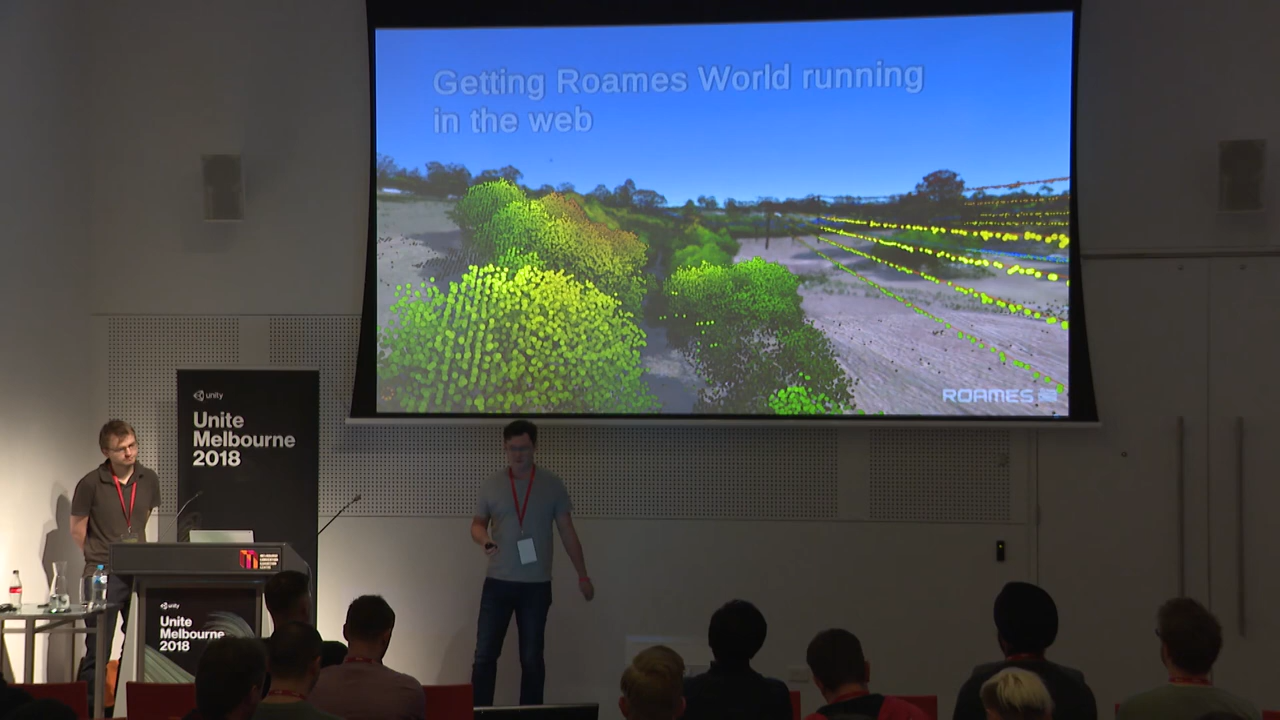 Getting Roames World running
in the web
ROAMES
unity
Unite
Melbourne
2018
unity
Unite
Melbourne
2018